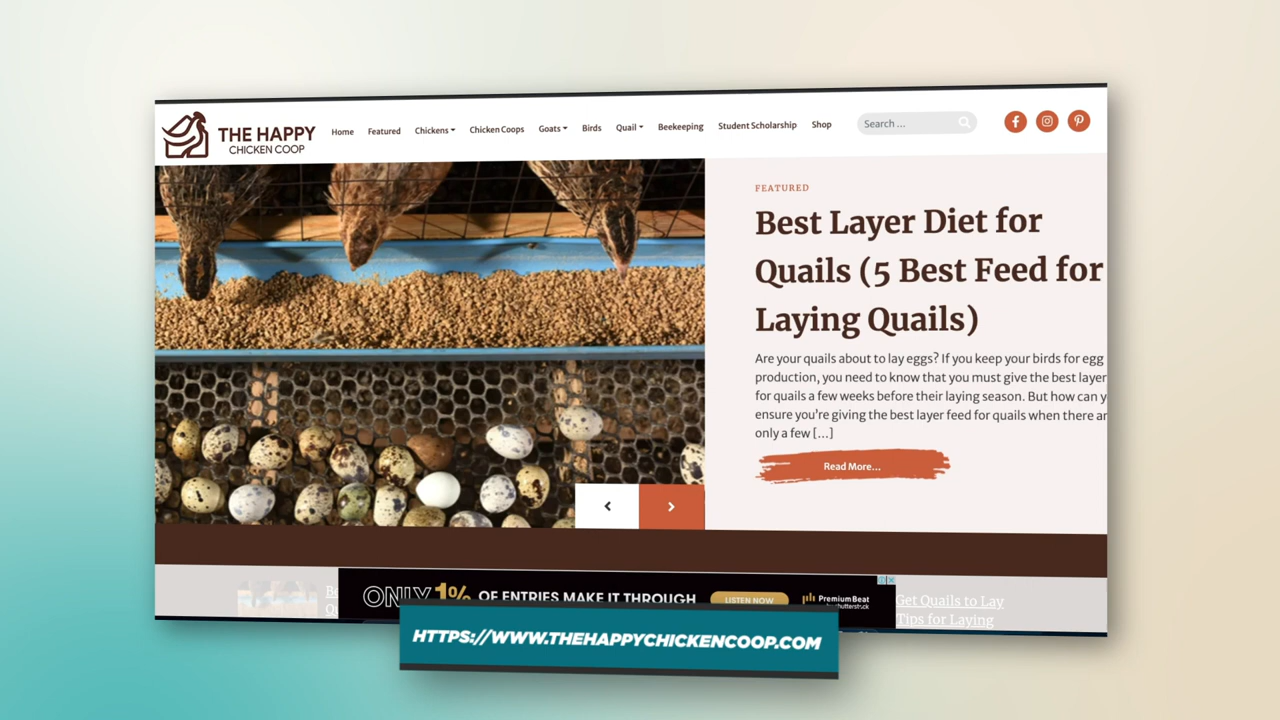 THE HAPPY
CHICKEN COOP
Home Featured Chickens Chicken Coops Goats Birds Quail Beekeeping Student Scholarship Shop
Search ...
FEATURED
Best Layer Diet for
Quails (5 Best Feed for
Laying Quails)
Are your quails about to lay eggs? If you keep your birds for egg
production, you need to know that you must give the best layer
for quails a few weeks before their laying season. But how can y
ensure you're giving the best layer feed for quails when there ar
only a few [...]
Read More...
ONLY 1% OF ENTRIES MAKE IT THROUGH
LISTEN NOW
PremiumBeat
by shutterstock
Get Quails to Lay
Tips for Laying
HTTPS://WWW.THEHAPPYCHICKENCOOP.COM